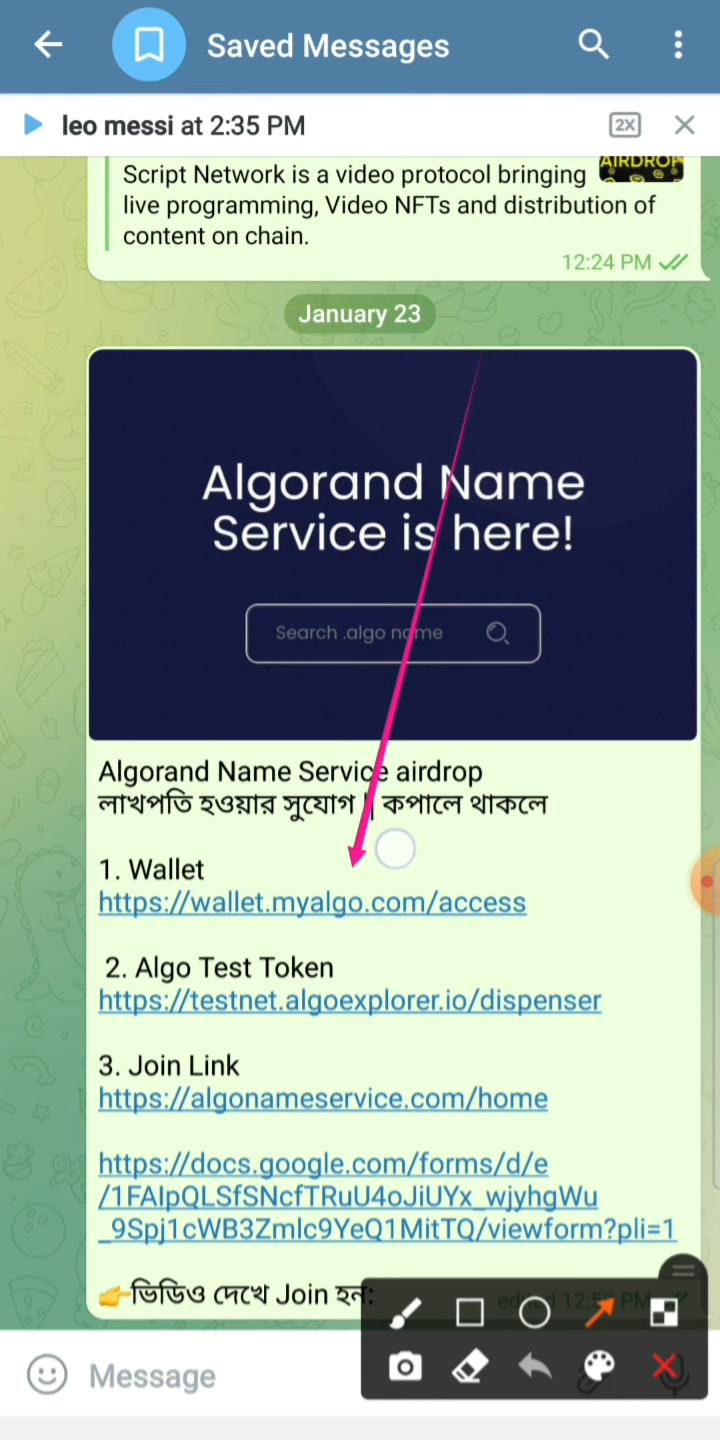 Saved Messages
leo messi at 2:35 PM
2X
AIRDROP
Script Network is a video protocol bringing
live programming, Video NFTs and distribution of
content on chain.
12:24 PM
January 23
Algorand Name
Service is here!
Search .algo name
Algorand Name Service airdrop
লাখপতি হওয়ার সুযোগ || কপালে থাকলে
1. Wallet
https://wallet.myalgo.com/access
2. Algo Test Token
https://testnet.algoexplorer.io/dispenser
3. Join Link
https://algonameservice.com/home
https://docs.google.com/forms/d/e
/1FAIpQLSfSNcfTRuU4oJiUYx_wjyhgWu
_9Spj1cWB3Zmlc9YeQ1MitTQ/viewform?pli=1
👉ভিডিও দেখে Join হন:
edited
PM
Message